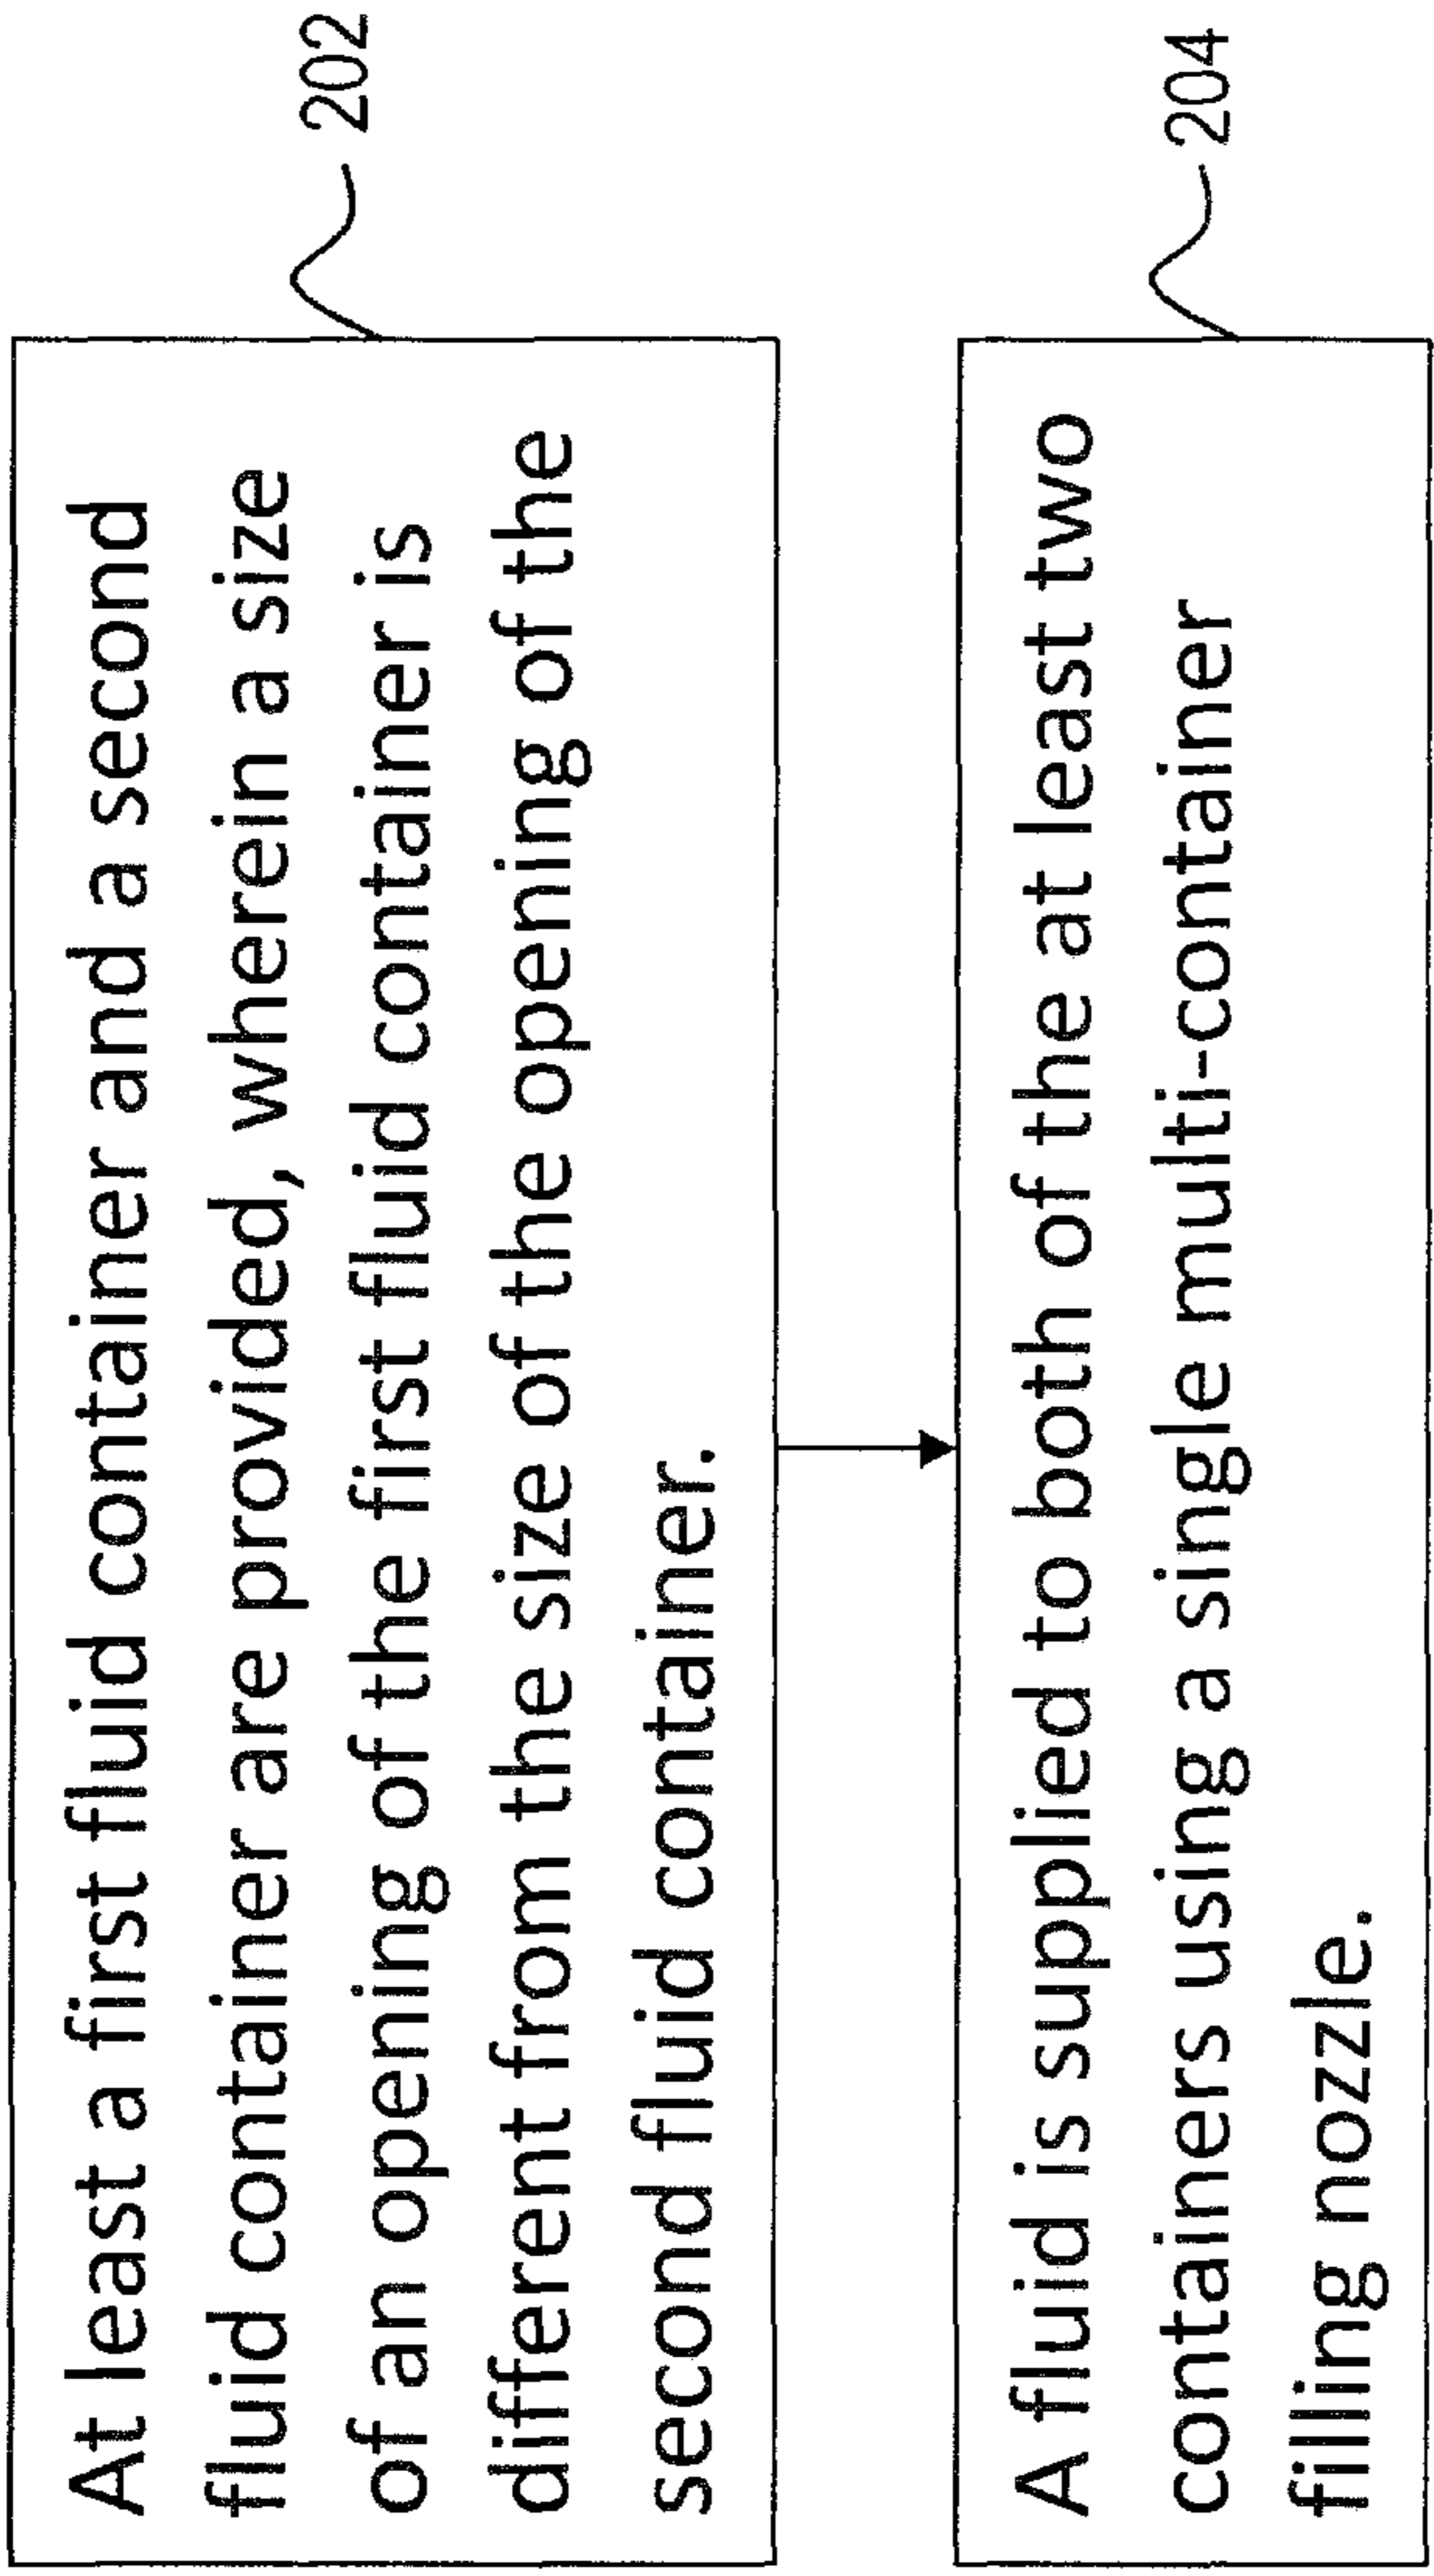 At least a first fluid container and a second
fluid container are provided, wherein a size
of an opening of the first fluid container is
different from the size of the opening of the
second fluid container.
202
A fluid is supplied to both of the at least two
containers using a single multi-container
filling nozzle.
204